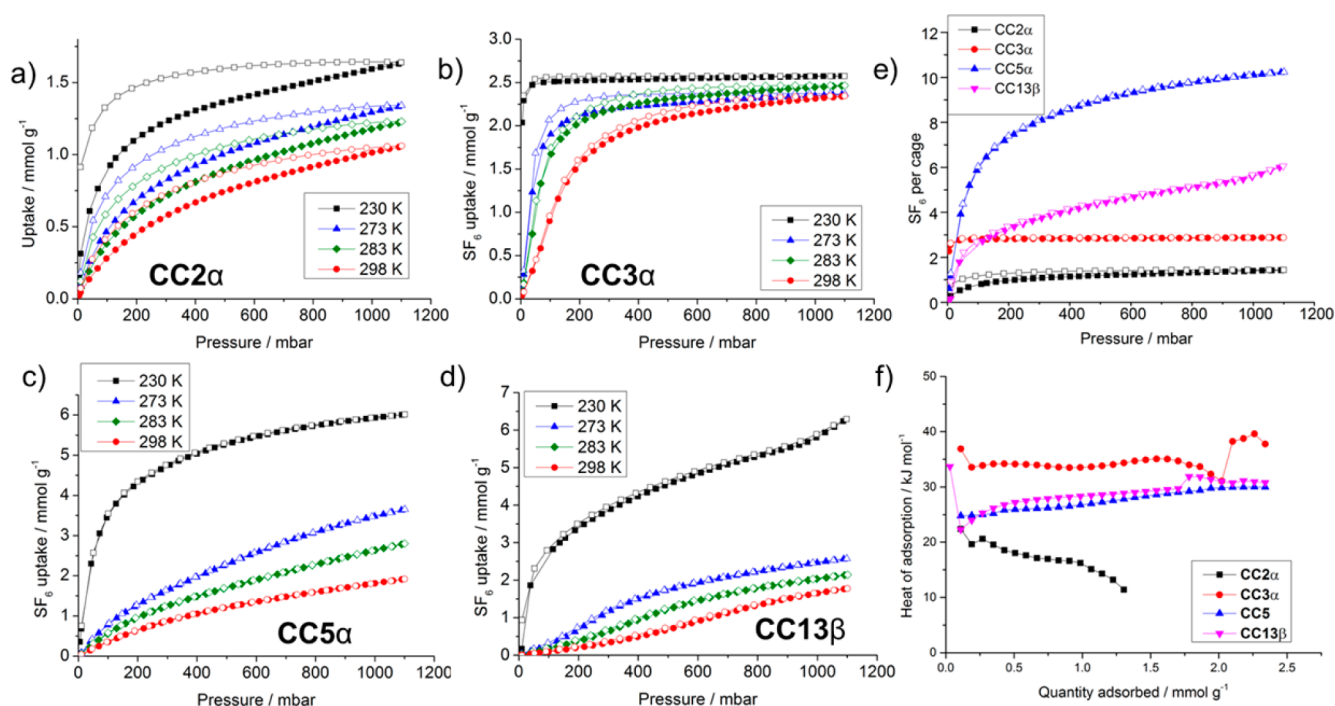 a)
Uptake / mmol g⁻¹
0.0
0.5
1.0
1.5
0 200 400 600 800 1000 1200
Pressure / mbar
230 K
273 K
283 K
298 K
CC2α
b)
SF₆ uptake / mmol g⁻¹
3.0
2.5
2.0
1.5
1.0
0.5
0.0
0 200 400 600 800 1000 1200
Pressure / mbar
230 K
273 K
283 K
298 K
CC3α
e)
CC2α
CC3α
CC5α
CC13β
SF₆ per cage
12
10
8
6
4
2
0
0 200 400 600 800 1000 1200
Pressure / mbar
c)
230 K
273 K
283 K
298 K
SF₆ uptake / mmol g⁻¹
6
5
4
3
2
1
0
0 200 400 600 800 1000 1200
Pressure / mbar
CC5α
d)
230 K
273 K
283 K
298 K
SF₆ uptake / mmol g⁻¹
7
6
5
4
3
2
1
0
0 200 400 600 800 1000 1200
Pressure / mbar
CC13β
f)
Heat of adsorption / kJ mol⁻¹
50
40
30
20
10
0
0.0 0.5 1.0 1.5 2.0 2.5
Quantity adsorbed / mmol g⁻¹
CC2α
CC3α
CC5
CC13β